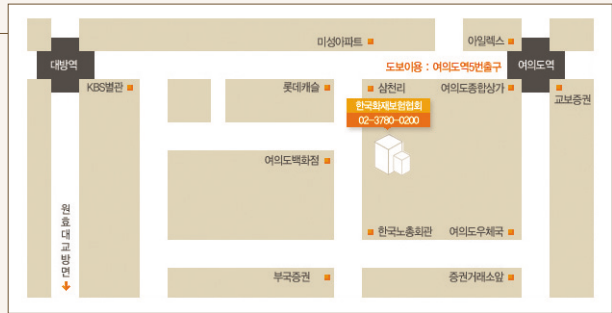 미성아파트
아일렉스
대방역
도보이용 : 여의도역5번출구
여의도역
KBS별관
롯데캐슬
삼천리
여의도종합상가
교보증권
한국화재보험협회
02-3780-0200
여의도백화점
원효대교방면
한국노총회관
여의도우체국
부국증권
증권거래소앞